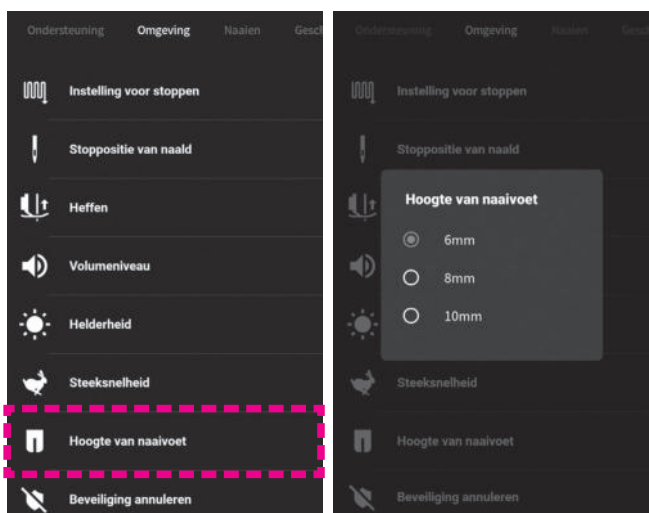 Ondersteuning Omgeving Naaien Gesch
Instelling voor stoppen
Stoppositie van naald
Heffen
Volumeniveau
Helderheid
Steeksnelheid
Hoogte van naaivoet
Beveiliging annuleren
Ondersteuning Omgeving Naaien Gesch
Instelling voor stoppen
Stoppositie van naald
Hoogte van naaivoet
6mm
8mm
10mm
Steeksnelheid
Hoogte van naaivoet
Beveiliging annuleren